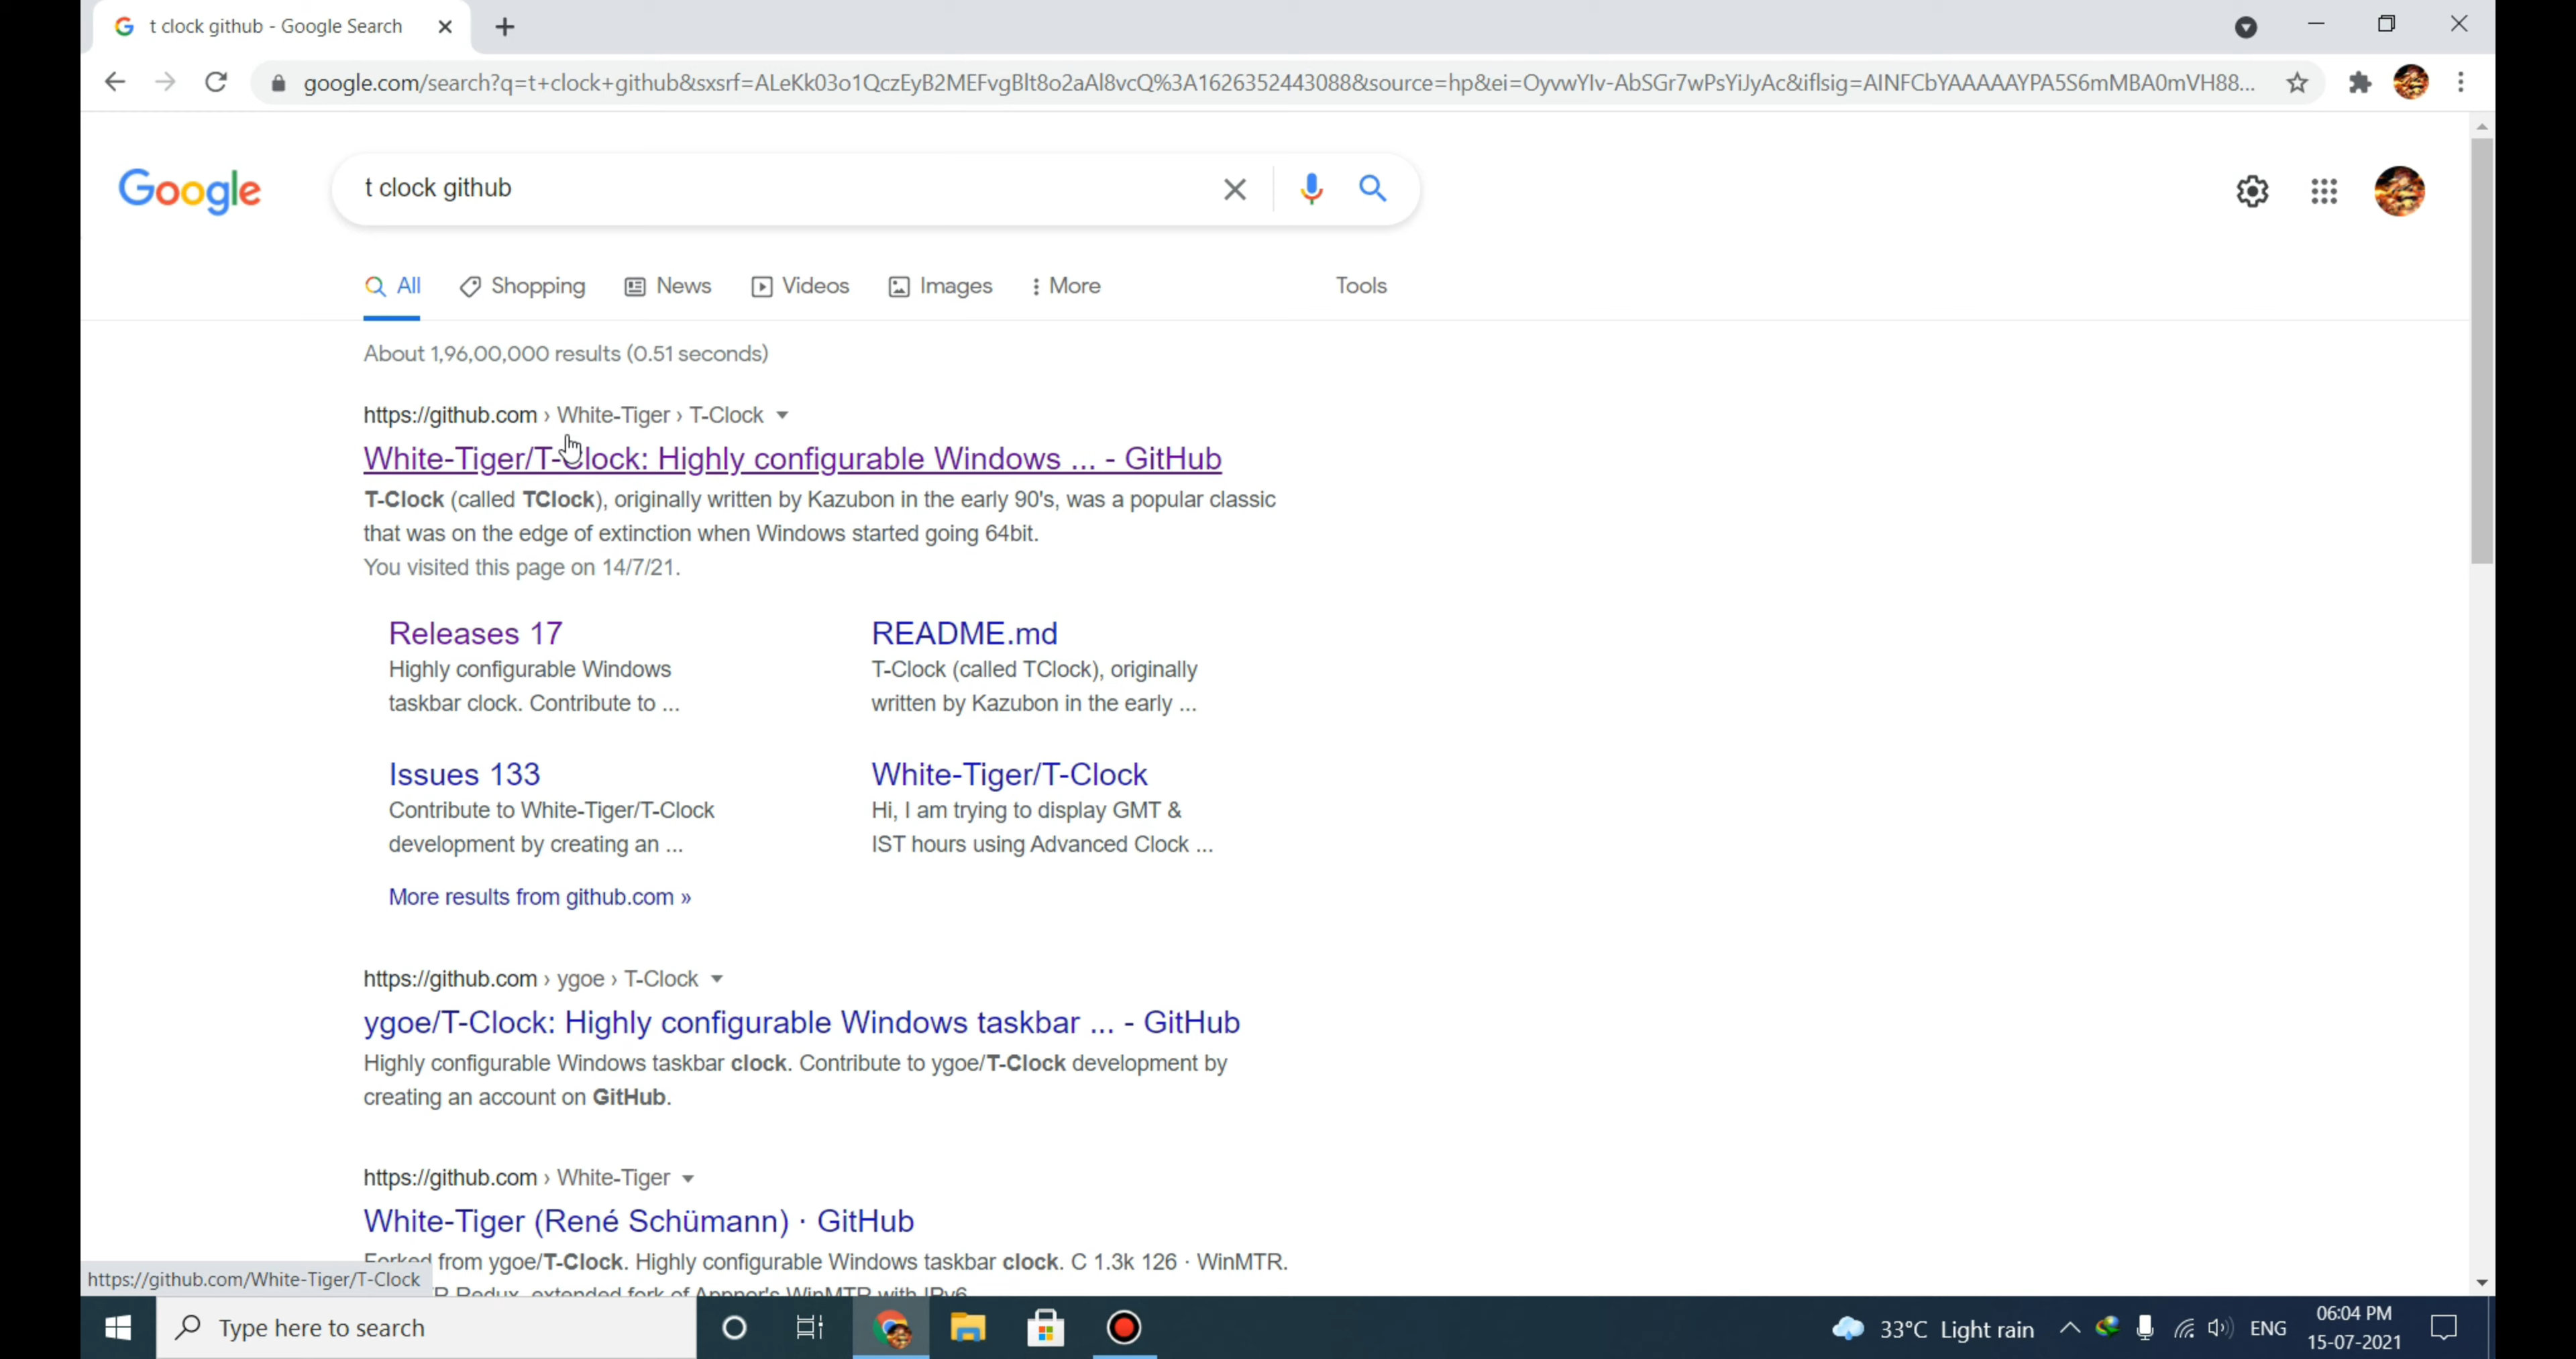 t clock github - Google Search
google.com/search?q=t+clock+github&sxsrf=ALeKk03o1QczEyB2MEFvgBlt8o2aAl8vcQ%3A1626352443088&source=hp&ei=OyvwYIv-AbSGr7wPsYiJyAc&iflsig=AINFCbYAAAAAYPA5S6mMBA0mVH88...
Google
t clock github
All Shopping News Videos Images More Tools
About 1,96,00,000 results (0.51 seconds)
https://github.com › White-Tiger › T-Clock
White-Tiger/T-Clock: Highly configurable Windows ... - GitHub
T-Clock (called TClock), originally written by Kazubon in the early 90's, was a popular classic
that was on the edge of extinction when Windows started going 64bit.
You visited this page on 14/7/21.
Releases 17
Highly configurable Windows
taskbar clock. Contribute to ...
README.md
T-Clock (called TClock), originally
written by Kazubon in the early ...
Issues 133
Contribute to White-Tiger/T-Clock
development by creating an ...
White-Tiger/T-Clock
Hi, I am trying to display GMT &
IST hours using Advanced Clock ...
More results from github.com »
https://github.com › ygoe › T-Clock
ygoe/T-Clock: Highly configurable Windows taskbar ... - GitHub
Highly configurable Windows taskbar clock. Contribute to ygoe/T-Clock development by
creating an account on GitHub.
https://github.com › White-Tiger
White-Tiger (René Schümann) · GitHub
Forked from ygoe/T-Clock. Highly configurable Windows taskbar clock. C 1.3k 126 · WinMTR.
R Redux, extended fork of Appnor's WinMTR with IPv6
https://github.com/White-Tiger/T-Clock
Type here to search
33°C Light rain
ENG
06:04 PM
15-07-2021